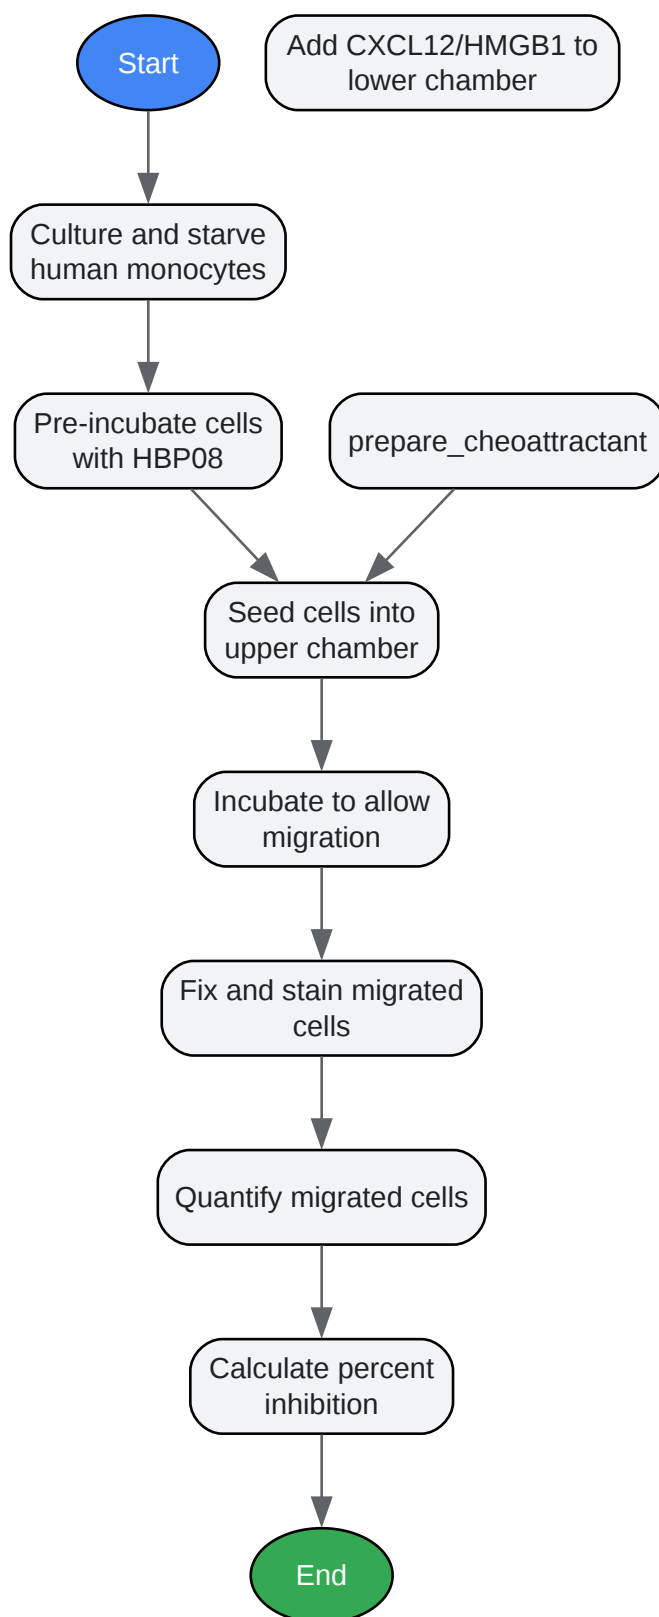 Start
Add CXCL12/HMGB1 to
lower chamber
Culture and starve
human monocytes
Pre-incubate cells
with HBP08
prepare_cheoattractant
Seed cells into
upper chamber
Incubate to allow
migration
Fix and stain migrated
cells
Quantify migrated cells
Calculate percent
inhibition
End